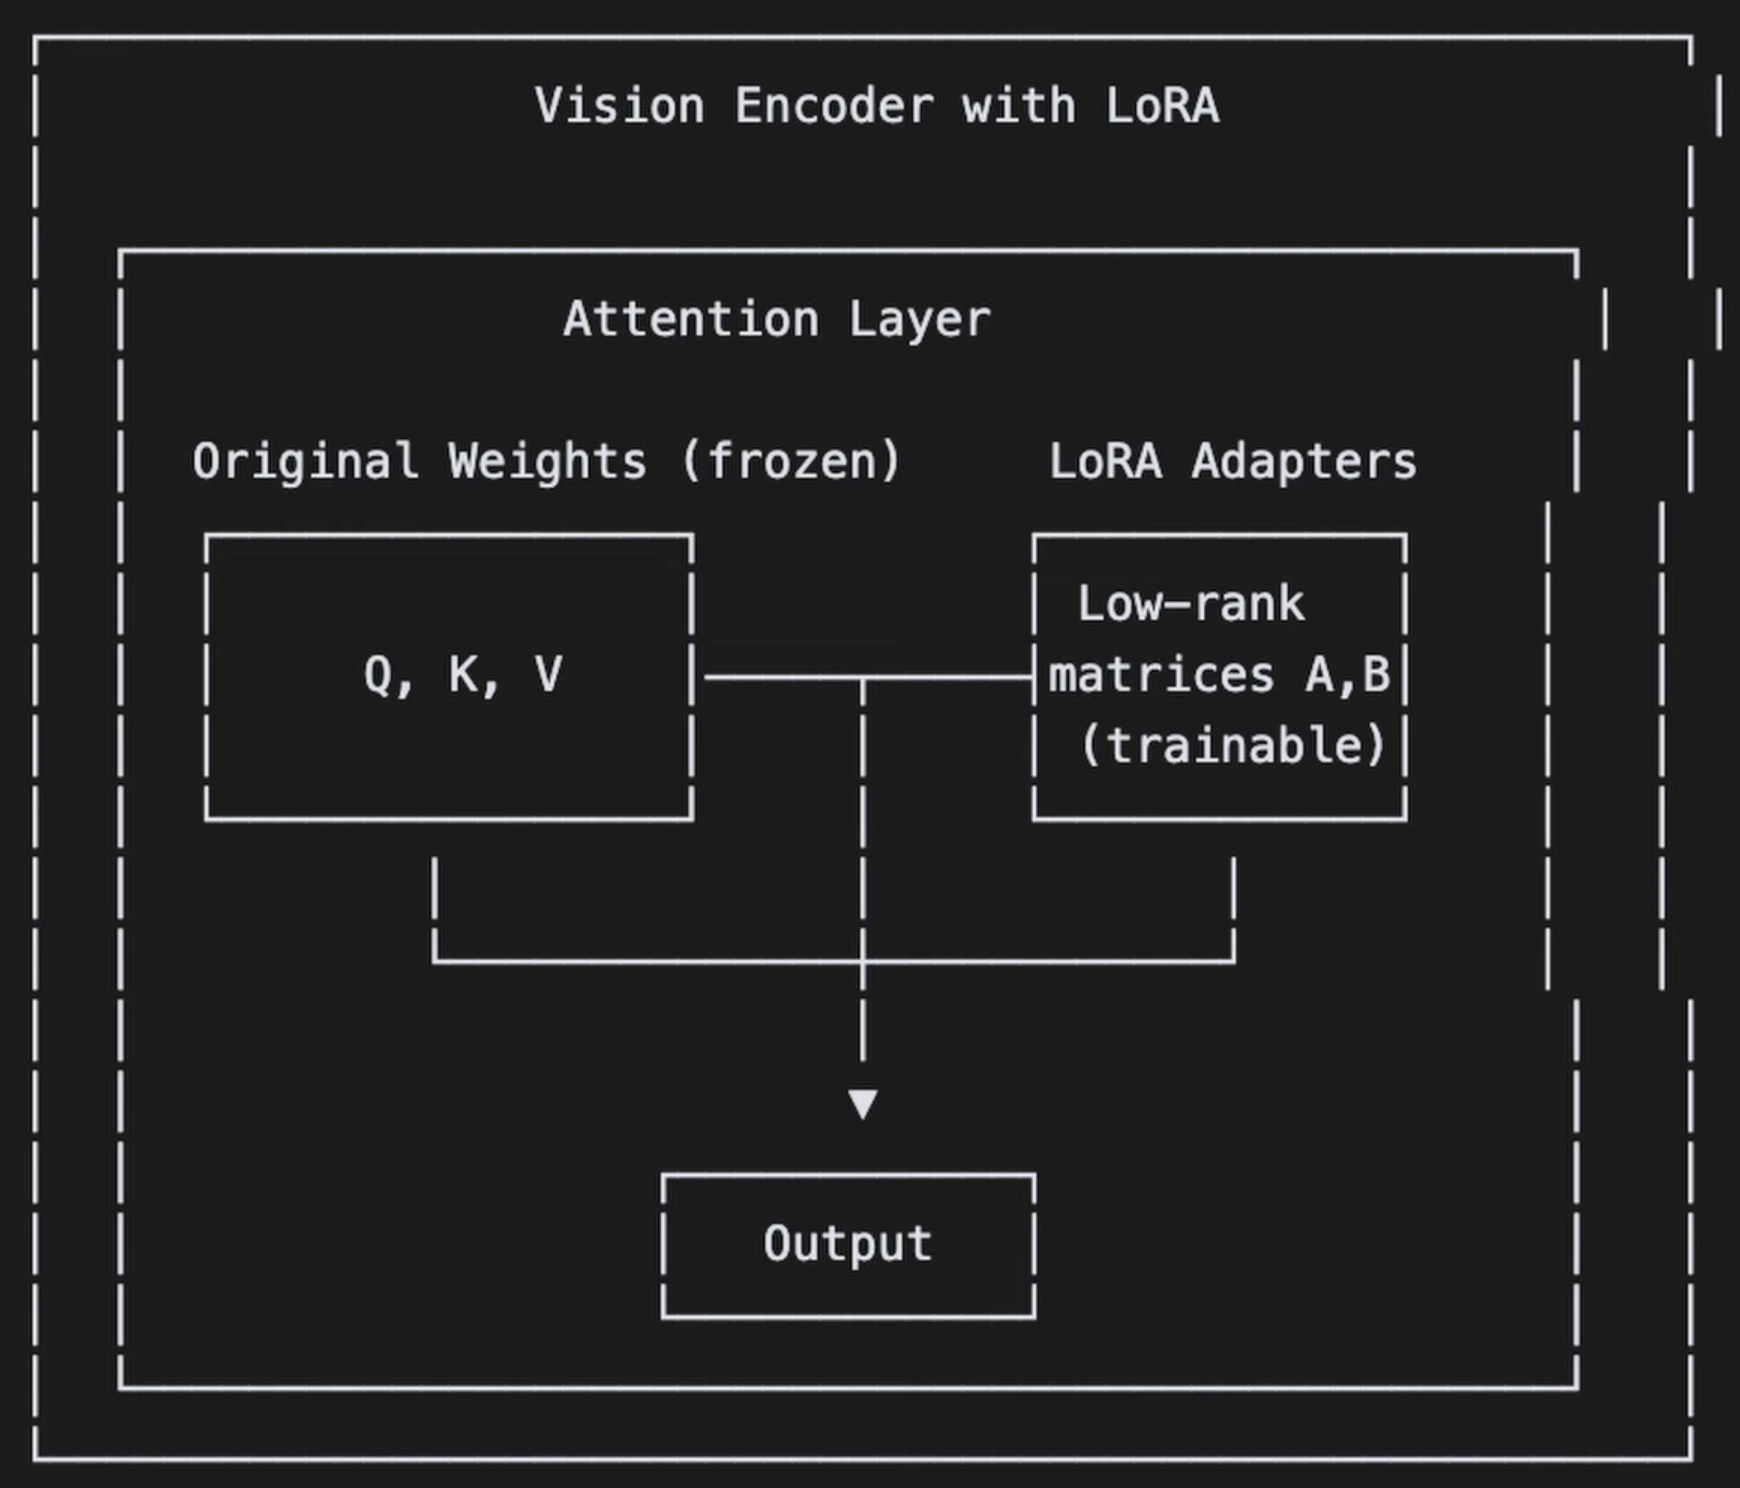 Vision Encoder with LoRA
Attention Layer
Original Weights (frozen)
LoRA Adapters
Q, K, V
Low-rank
matrices A,B
(trainable)
Output